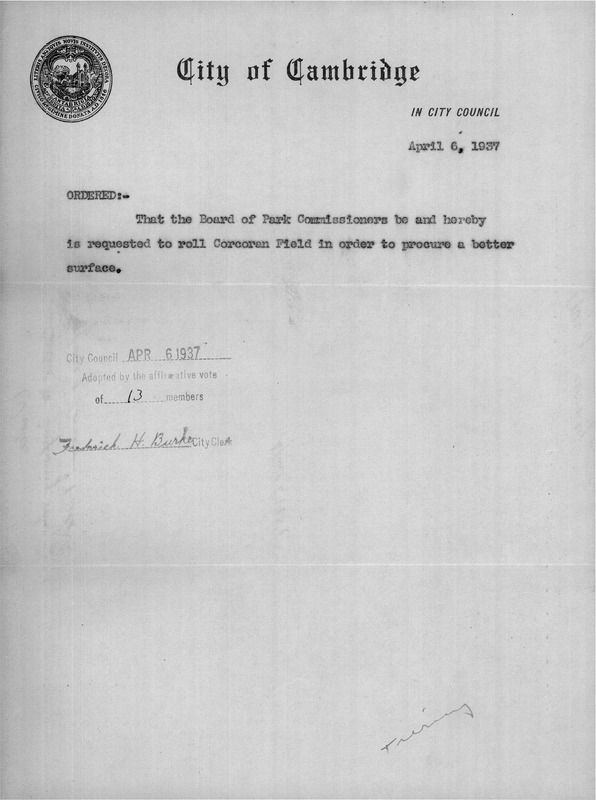 City of Cambridge
IN CITY COUNCIL
April 6, 1937
ORDERED:-
That the Board of Park Commissioners be and hereby
is requested to roll Corcoran Field in order to procure a better
surface.
City Council APR 6 1937
Adopted by the affirmative vote
of 13 members
Frederick H. Burke City Clerk